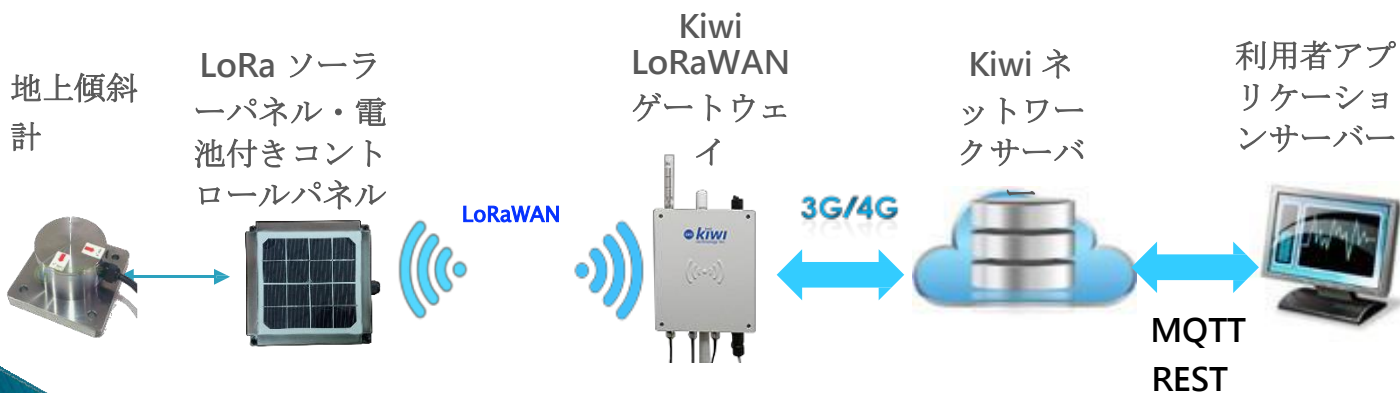 地上傾斜
計
LoRa ソーラ
ーパネル・電
池付きコント
ロールパネル
LoRaWAN
Kiwi
LoRaWAN
ゲートウェ
イ
kiwi
3G/4G
Kiwi ネ
ットワー
クサーバ
ー
利用者アプ
リケーショ
ンサーバー
MQTT
REST